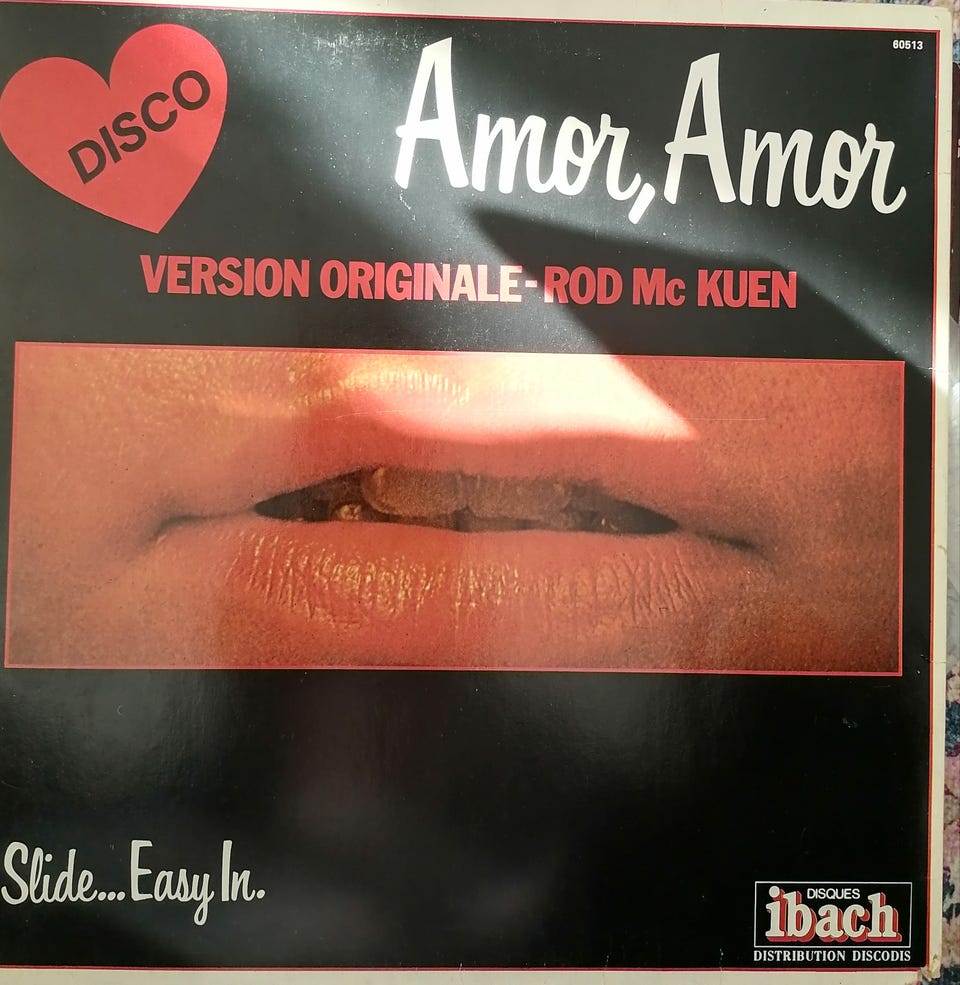 60513
DISCO
Amor, Amor
VERSION ORIGINALE - ROD Mc KUEN
Slide... Easy In.
DISQUES
ibach
DISTRIBUTION DISCODIS